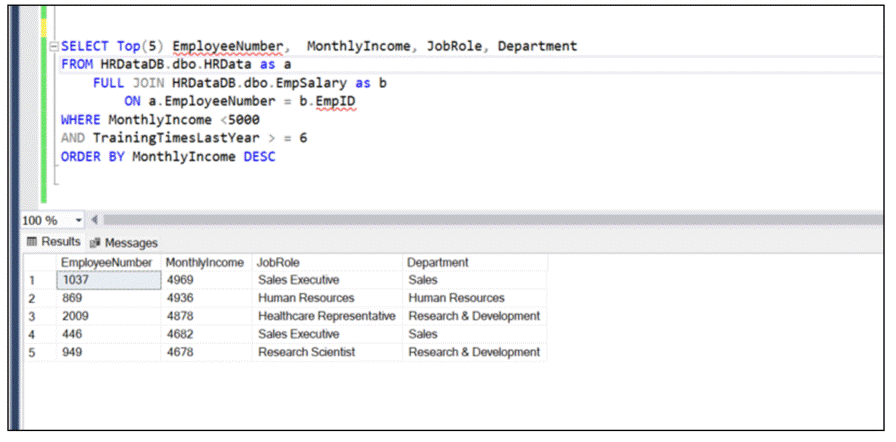 SELECT Top(5) EmployeeNumber,  MonthlyIncome, JobRole, Department
FROM HRDataDB.dbo.HRData as a
FULL JOIN HRDataDB.dbo.EmpSalary as b
ON a.EmployeeNumber = b.EmpID
WHERE MonthlyIncome <5000
AND TrainingTimesLastYear > = 6
ORDER BY MonthlyIncome DESC
100 %
Results Messages
EmployeeNumber MonthlyIncome JobRole Department
1 1037 4969 Sales Executive Sales
2 869 4936 Human Resources Human Resources
3 2009 4878 Healthcare Representative Research & Development
4 446 4682 Sales Executive Sales
5 949 4678 Research Scientist Research & Development